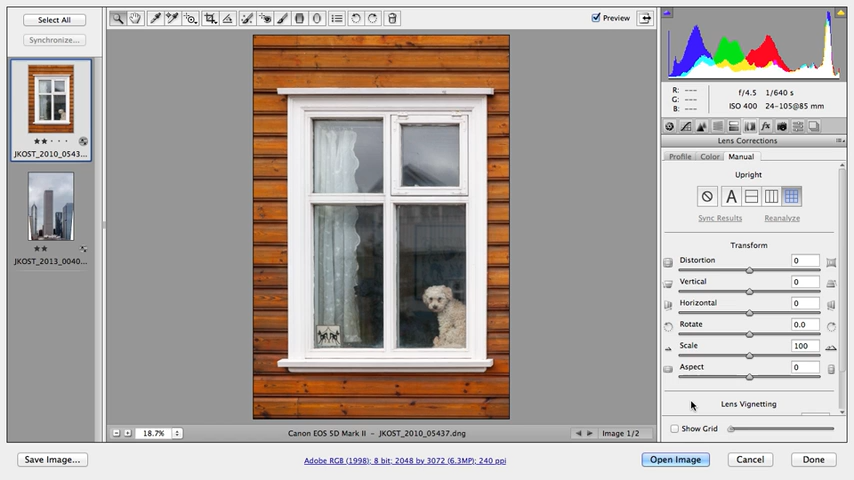 Select All
Synchronize...
Preview
JKOST_2010_0543...
JKOST_2013_0040...
R: ---
G: ---
B: ---
f/4.5 1/640 s
ISO 400 24-105@85 mm
Lens Corrections
Profile Color Manual
Upright
A
Sync Results Reanalyze
Transform
Distortion 0
Vertical 0
Horizontal 0
Rotate 0.0
Scale 100
Aspect 0
Lens Vignetting
Show Grid
18.7%
Canon EOS 5D Mark II - JKOST_2010_05437.dng
Image 1/2
Save Image...
Adobe RGB (1998); 8 bit; 2048 by 3072 (6.3MP); 240 ppi
Open Image
Cancel
Done